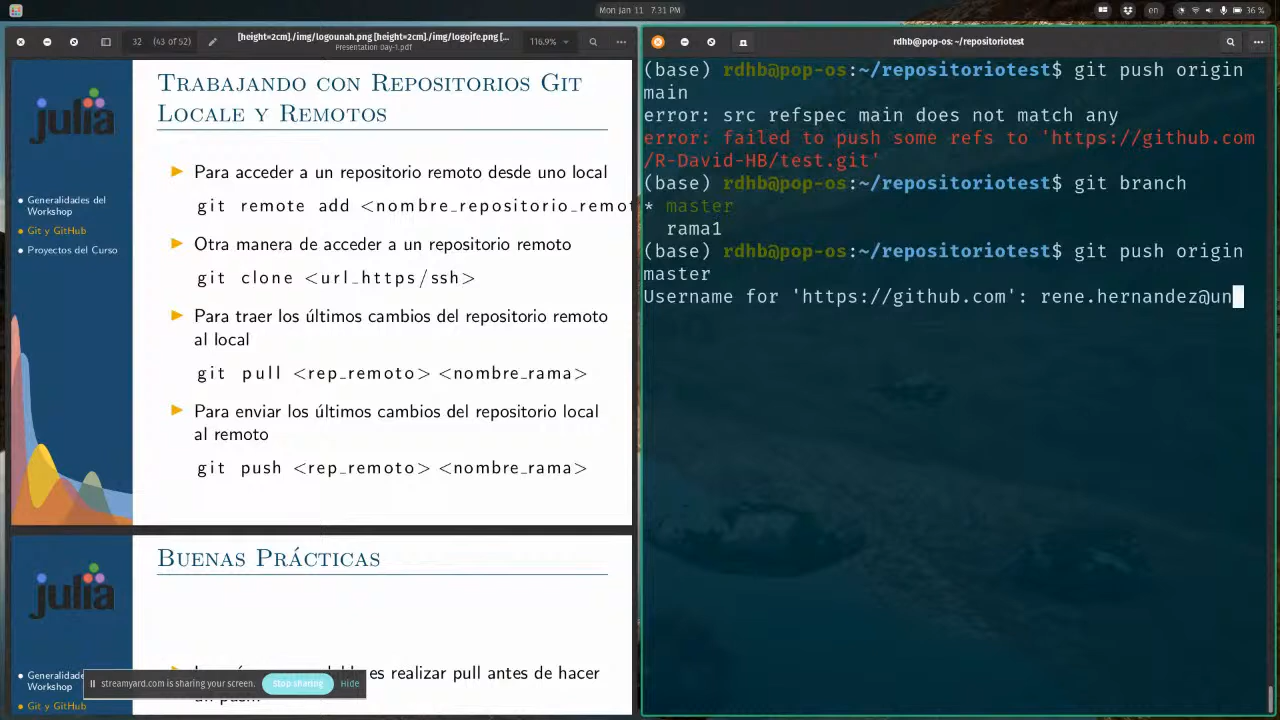 Mon Jan 11 7:31 PM
en
36 %
32 (43 of 52)
[height=2cm]./img/logounah.png [height=2cm]./img/logojfe.png [...
Presentation Day-1.pdf
116.9%
julia
Generalidades del
Workshop
Git y GitHub
Proyectos del Curso
Trabajando con Repositorios Git
Locale y Remotos
Para acceder a un repositorio remoto desde uno local
git remote add <nombre_repositorio_remot
Otra manera de acceder a un repositorio remoto
git clone <url_https/ssh>
Para traer los últimos cambios del repositorio remoto
al local
git pull <rep_remoto> <nombre_rama>
Para enviar los últimos cambios del repositorio local
al remoto
git push <rep_remoto> <nombre_rama>
julia
Generalidades
Workshop
Git y GitHub
Buenas Prácticas
es realizar pull antes de hacer
un push.
streamyard.com is sharing your screen.
Stop sharing
Hide
rdhb@pop-os: ~/repositoriotest
(base) rdhb@pop-os:~/repositoriotest$ git push origin
main
error: src refspec main does not match any
error: failed to push some refs to 'https://github.com
/R-David-HB/test.git'
(base) rdhb@pop-os:~/repositoriotest$ git branch
* master
rama1
(base) rdhb@pop-os:~/repositoriotest$ git push origin
master
Username for 'https://github.com': rene.hernandez@un